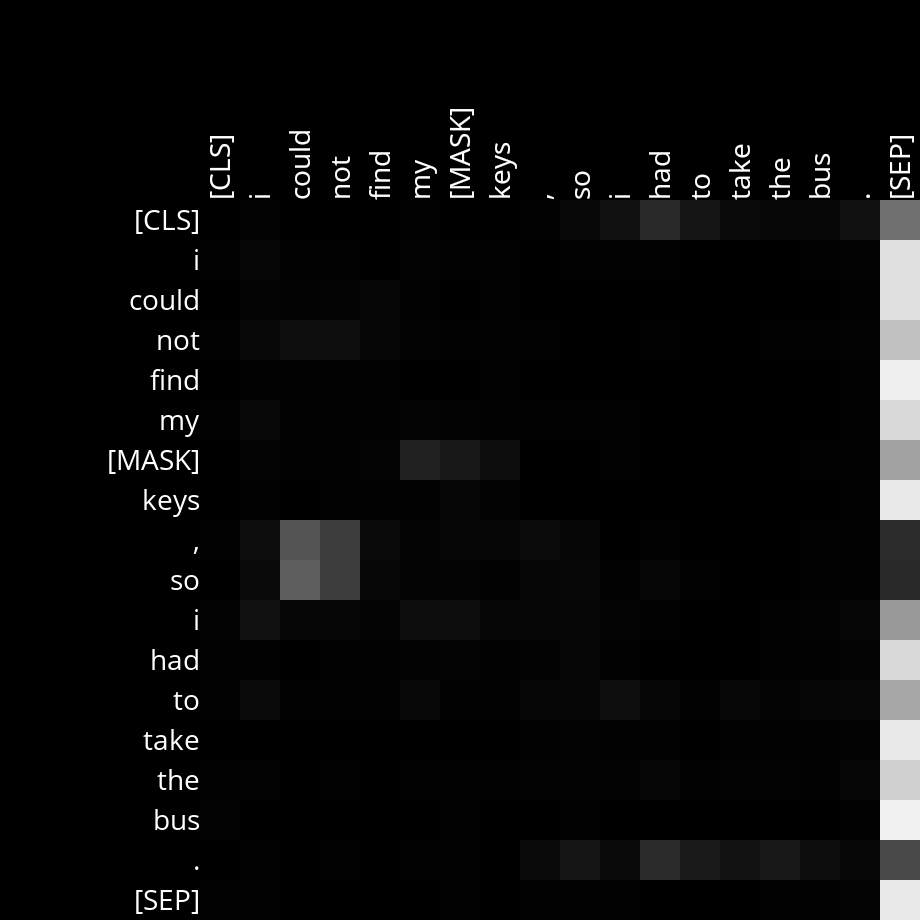 [CLS] i could not find my [MASK] keys , so i had to take the bus . [SEP]
[CLS]
i
could
not
find
my
[MASK]
keys
,
so
i
had
to
take
the
bus
.
[SEP]